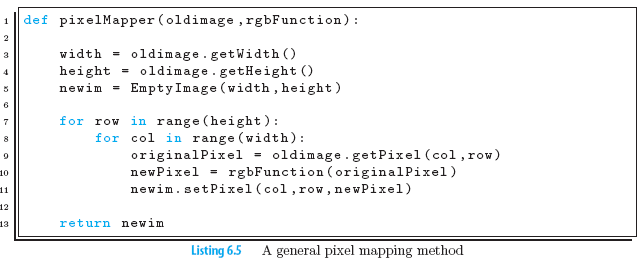 1 def pixelMapper(oldimage,rgbFunction):
2
3     width = oldimage.getWidth()
4     height = oldimage.getHeight()
5     newim = EmptyImage(width,height)
6
7     for row in range(height):
8         for col in range(width):
9             originalPixel = oldimage.getPixel(col,row)
10             newPixel = rgbFunction(originalPixel)
11             newim.setPixel(col,row,newPixel)
12
13     return newim
Listing 6.5 A general pixel mapping method